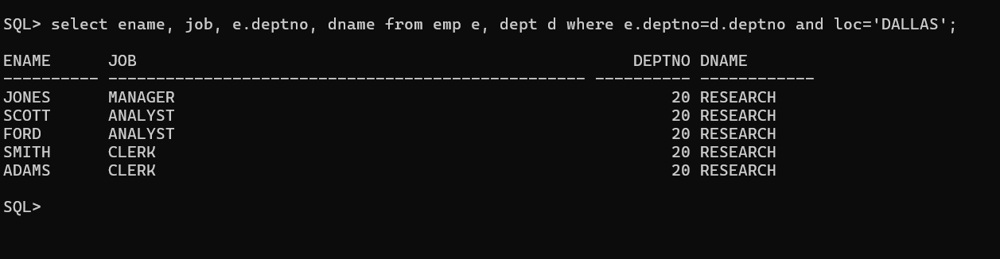 SQL> select ename, job, e.deptno, dname from emp e, dept d where e.deptno=d.deptno and loc='DALLAS';
ENAME      JOB                                                    DEPTNO DNAME
---------- -------------------------------------------------- ---------- ------------
JONES      MANAGER                                                    20 RESEARCH
SCOTT      ANALYST                                                    20 RESEARCH
FORD       ANALYST                                                    20 RESEARCH
SMITH      CLERK                                                      20 RESEARCH
ADAMS      CLERK                                                      20 RESEARCH
SQL>